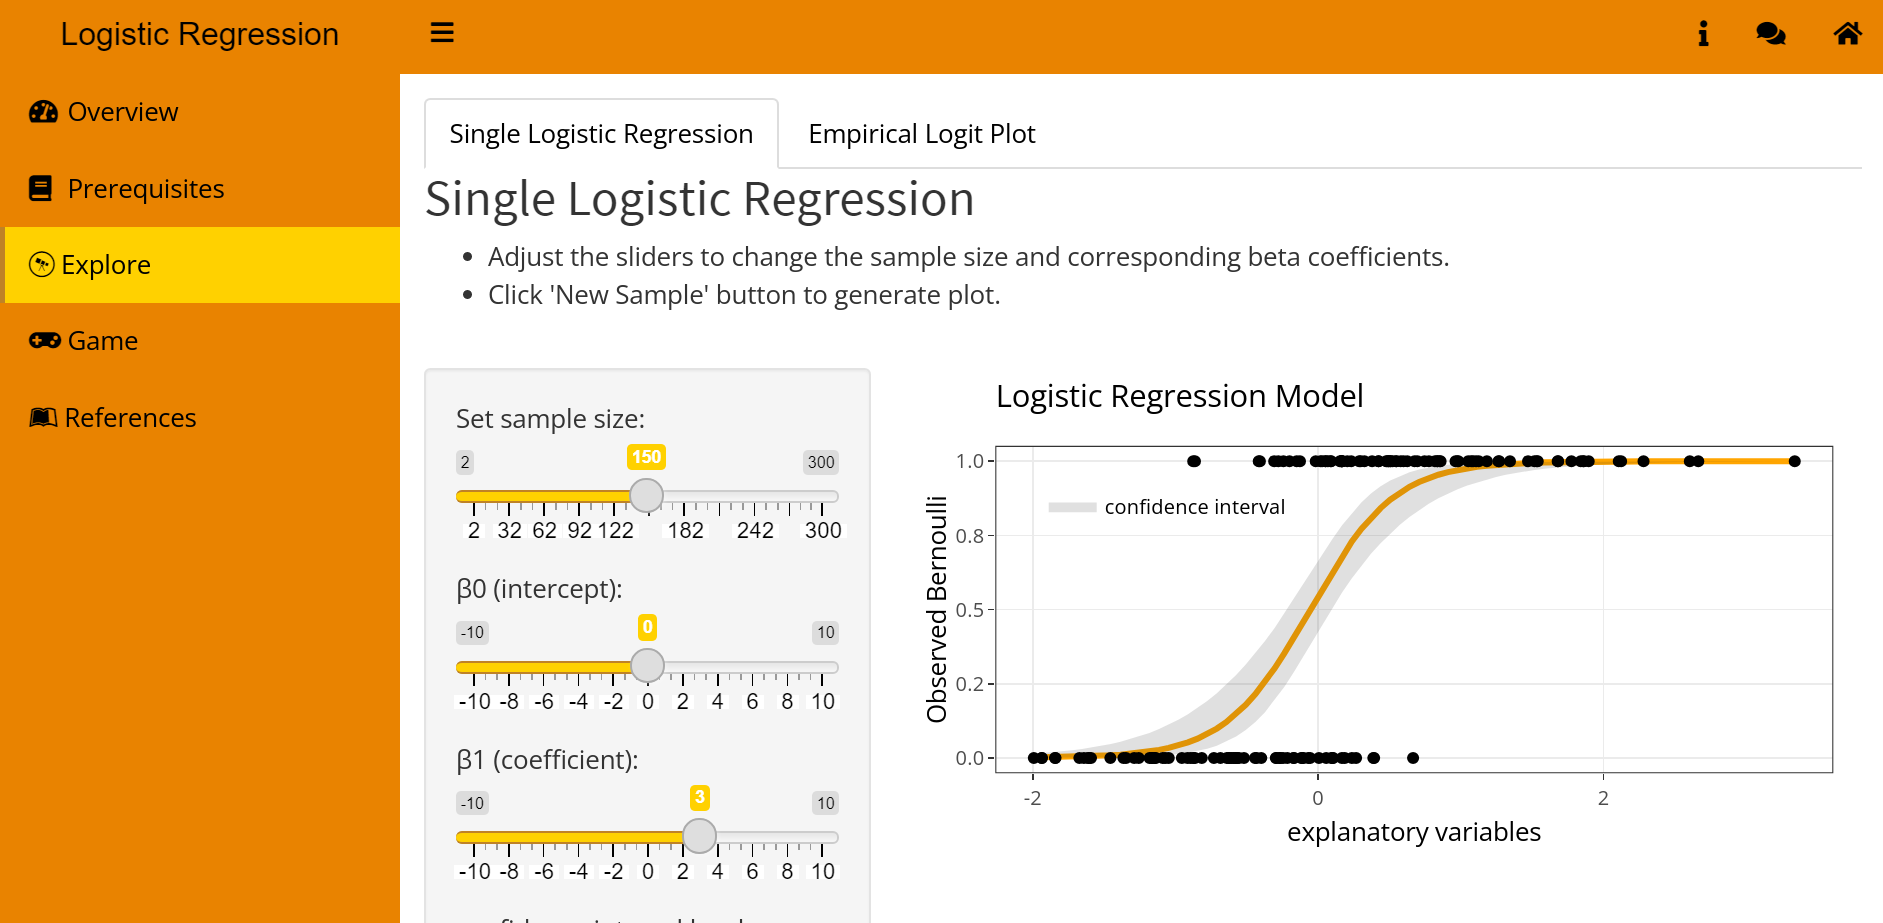 Logistic Regression
Overview
Prerequisites
Explore
Game
References
Single Logistic Regression
Empirical Logit Plot
Single Logistic Regression
Adjust the sliders to change the sample size and corresponding beta coefficients.
Click 'New Sample' button to generate plot.
Set sample size:
2 150 300
2 32 62 92 122 182 242 300
β0 (intercept):
-10 0 10
-10 -8 -6 -4 -2 0 2 4 6 8 10
β1 (coefficient):
-10 3 10
-10 -8 -6 -4 -2 0 2 4 6 8 10
Logistic Regression Model
Observed Bernoulli
1.0
0.8
0.5
0.2
0.0
confidence interval
-2 0 2
explanatory variables